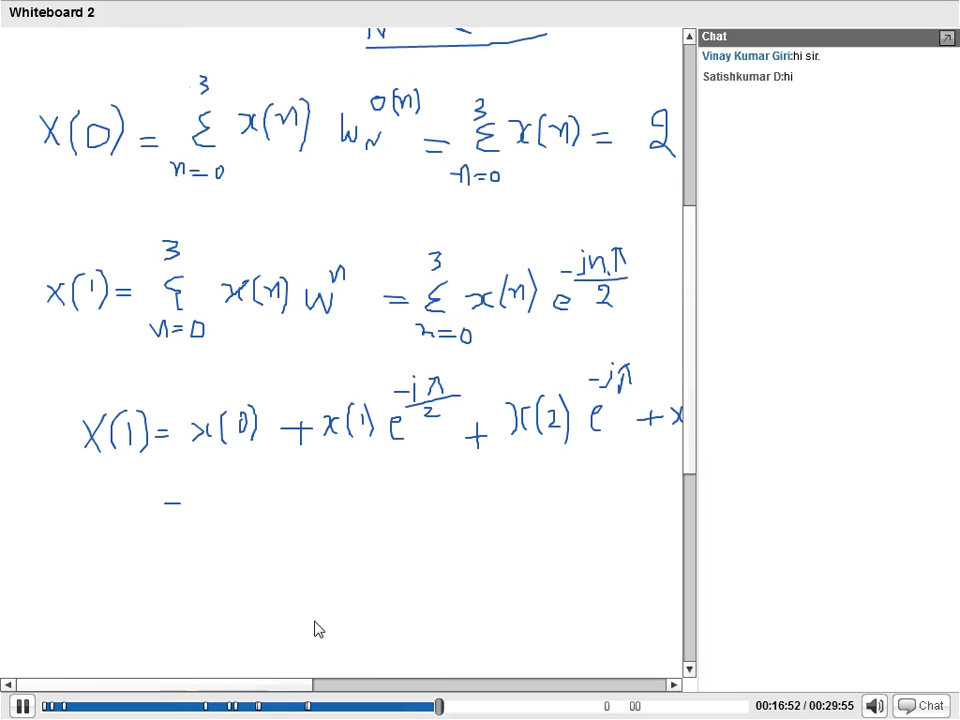 Whiteboard 2
Chat
Vinay Kumar Giri:hi sir.
Satishkumar D:hi
N
X(0) = Σ_{n=0}^{3} x(n) W_N^{0(n)} = Σ_{n=0}^{3} x(n) = 2
X(1) = Σ_{n=0}^{3} x(n) W^n = Σ_{n=0}^{3} x(n) e^{-jnπ/2}
X(1) = x(0) + x(1) e^{-jπ/2} + x(2) e^{-jπ} + x
=
00:16:52 / 00:29:55
Chat